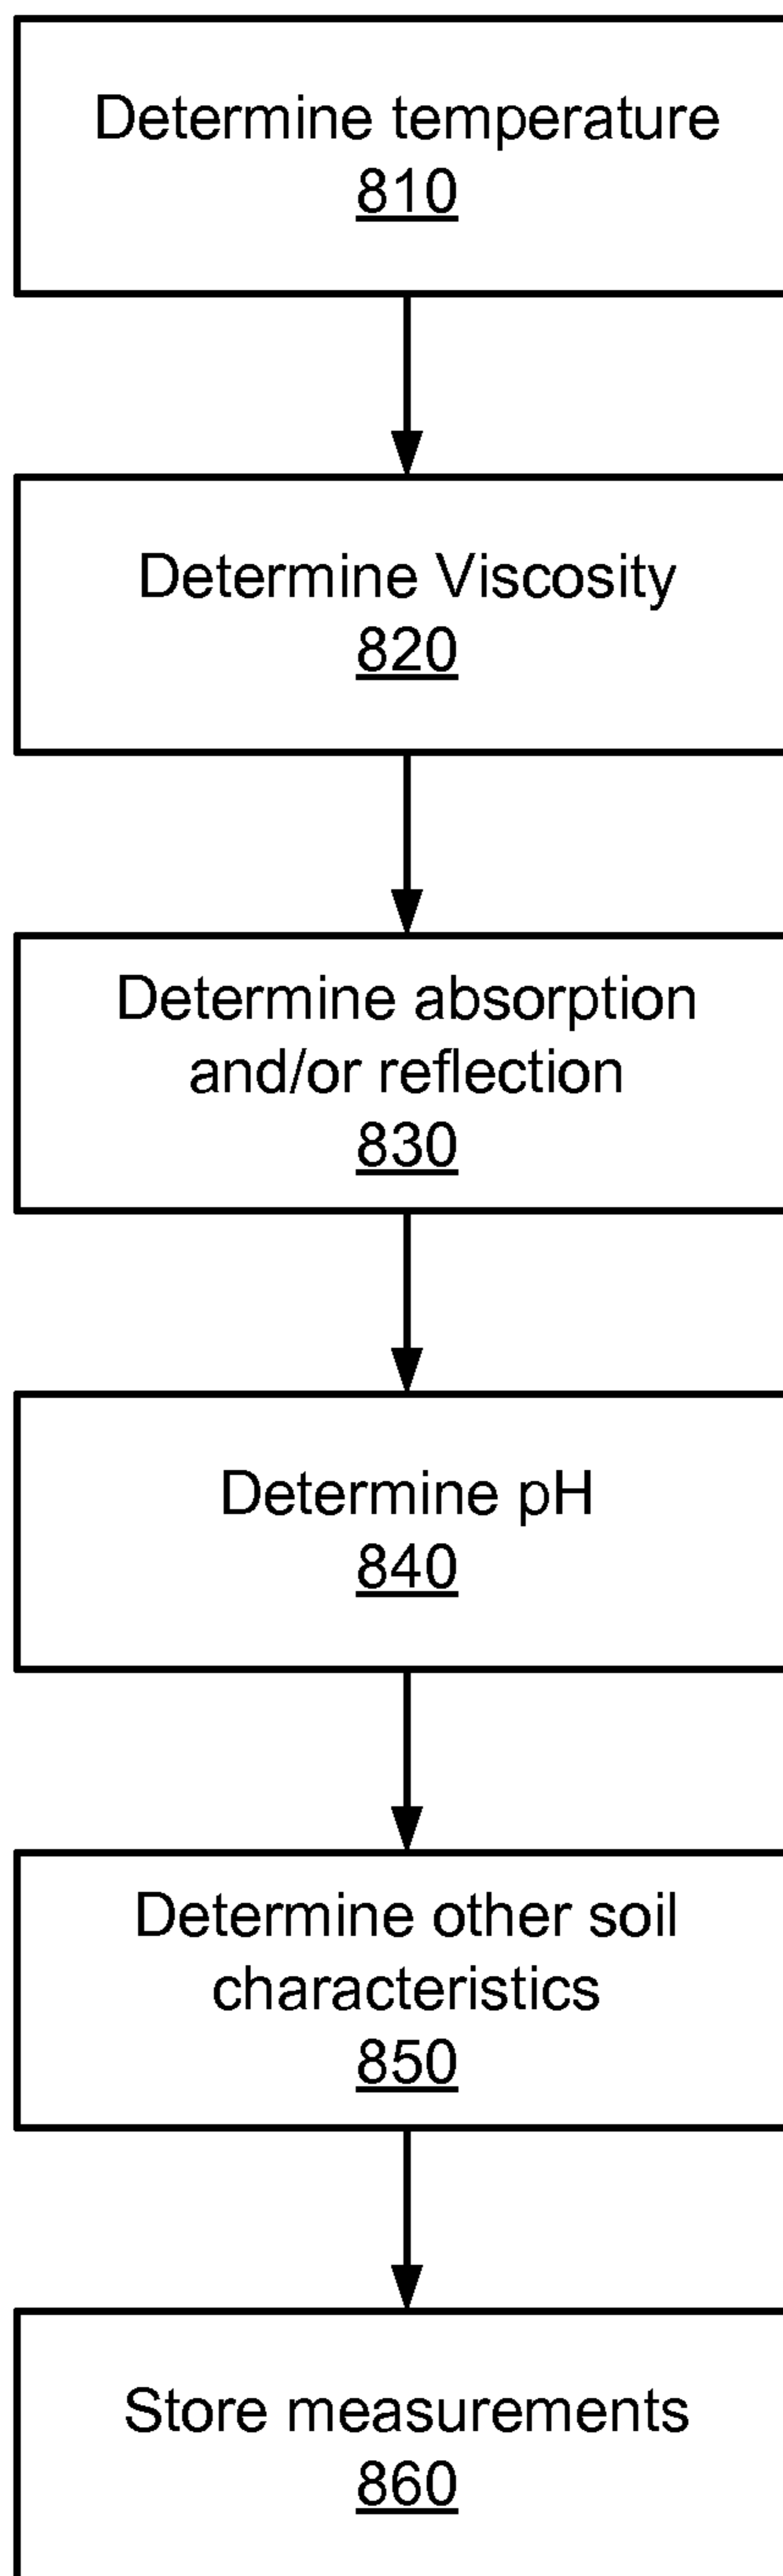 Determine temperature
810
Determine Viscosity
820
Determine absorption
and/or reflection
830
Determine pH
840
Determine other soil
characteristics
850
Store measurements
860